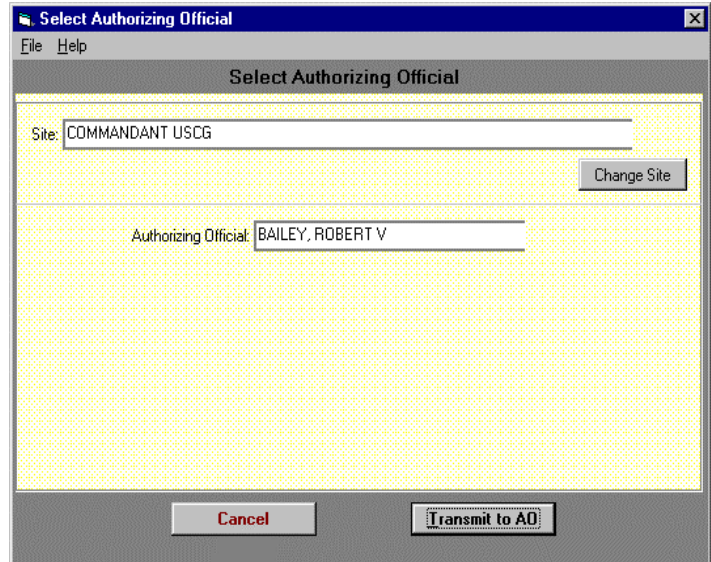 Select Authorizing Official
File Help
Select Authorizing Official
Site: COMMANDANT USCG
Change Site
Authorizing Official: BAILEY, ROBERT V
Cancel Transmit to AO